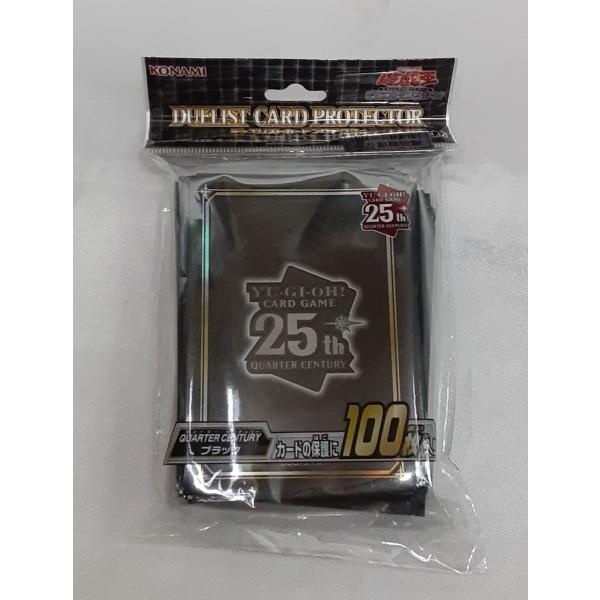 KONAMI
遊戯王
DUELIST CARD PROTECTOR
YU-GI-OH!
CARD GAME
25th
QUARTER CENTURY
YU-GI-OH!
CARD GAME
25th
QUARTER CENTURY
QUARTER CENTURY
ブラック
カードの保護に
100枚